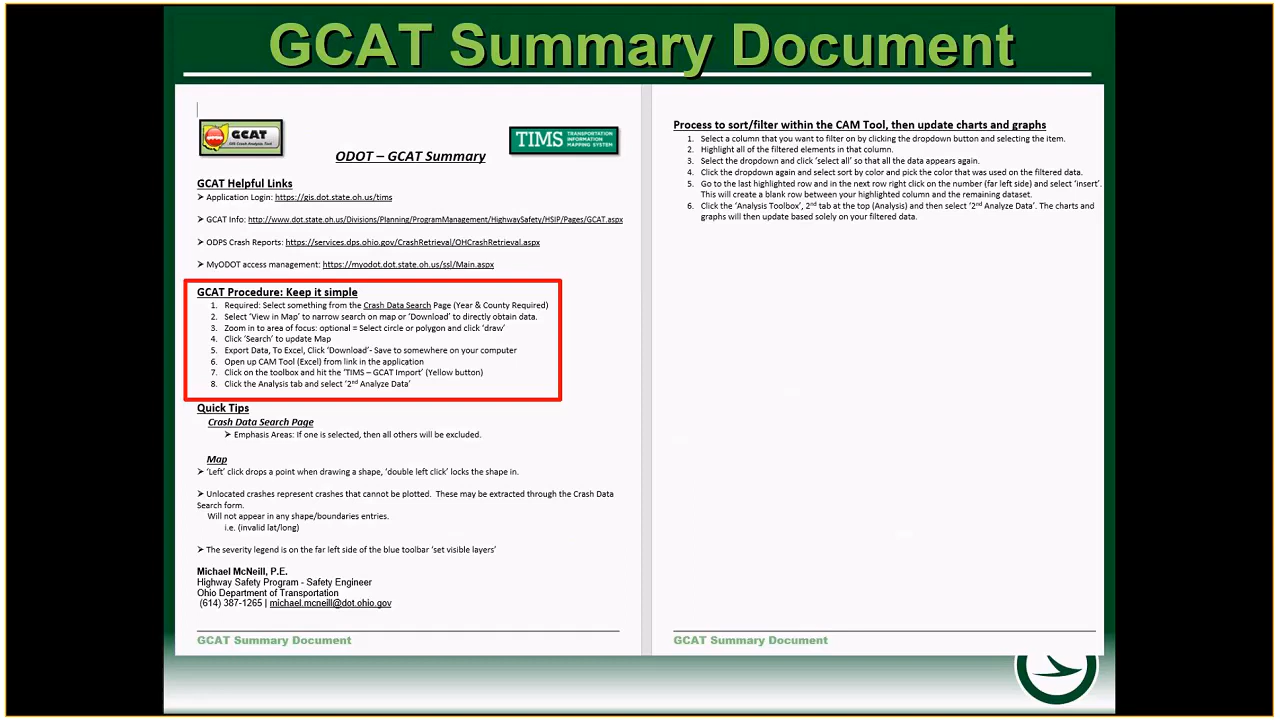 GCAT Summary Document
GCAT
GIS Crash Analysis Tool
TIMS TRANSPORTATION INFORMATION MAPPING SYSTEM
ODOT – GCAT Summary
GCAT Helpful Links
➢ Application Login: https://gis.dot.state.oh.us/tims
➢ GCAT Info: http://www.dot.state.oh.us/Divisions/Planning/ProgramManagement/HighwaySafety/HSIP/Pages/GCAT.aspx
➢ ODPS Crash Reports: https://services.dps.ohio.gov/CrashRetrieval/OHCrashRetrieval.aspx
➢ MyODOT access management: https://myodot.dot.state.oh.us/ssl/Main.aspx
GCAT Procedure: Keep it simple
1. Required: Select something from the Crash Data Search Page (Year & County Required)
2. Select 'View in Map' to narrow search on map or 'Download' to directly obtain data.
3. Zoom in to area of focus: optional = Select circle or polygon and click 'draw'
4. Click 'Search' to update Map
5. Export Data, To Excel, Click 'Download'- Save to somewhere on your computer
6. Open up CAM Tool (Excel) from link in the application
7. Click on the toolbox and hit the 'TIMS – GCAT Import' (Yellow button)
8. Click the Analysis tab and select '2nd Analyze Data'
Quick Tips
Crash Data Search Page
➢ Emphasis Areas: If one is selected, then all others will be excluded.
Map
➢ 'Left' click drops a point when drawing a shape, 'double left click' locks the shape in.
➢ Unlocated crashes represent crashes that cannot be plotted. These may be extracted through the Crash Data
Search form.
Will not appear in any shape/boundaries entries.
i.e. (invalid lat/long)
➢ The severity legend is on the far left side of the blue toolbar 'set visible layers'
Michael McNeill, P.E.
Highway Safety Program - Safety Engineer
Ohio Department of Transportation
(614) 387-1265 | michael.mcneill@dot.ohio.gov
GCAT Summary Document
Process to sort/filter within the CAM Tool, then update charts and graphs
1. Select a column that you want to filter on by clicking the dropdown button and selecting the item.
2. Highlight all of the filtered elements in that column.
3. Select the dropdown and click 'select all' so that all the data appears again.
4. Click the dropdown again and select sort by color and pick the color that was used on the filtered data.
5. Go to the last highlighted row and in the next row right click on the number (far left side) and select 'insert'.
This will create a blank row between your highlighted column and the remaining dataset.
6. Click the 'Analysis Toolbox', 2nd tab at the top (Analysis) and then select '2nd Analyze Data'. The charts and
graphs will then update based solely on your filtered data.
GCAT Summary Document